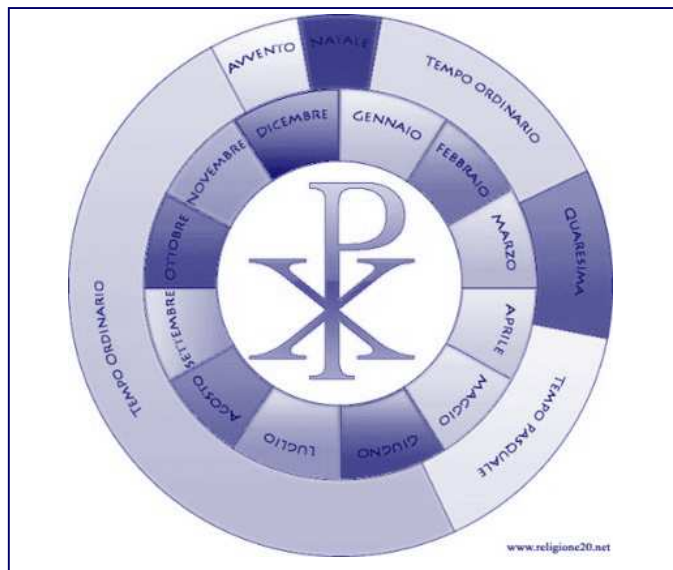 AVVENTO
NATALE
TEMPO ORDINARIO
QUARESIMA
TEMPO PASQUALE
TEMPO ORDINARIO
GENNAIO
FEBBRAIO
MARZO
APRILE
MAGGIO
GIUGNO
LUGLIO
AGOSTO
SETTEMBRE
OTTOBRE
NOVEMBRE
DICEMBRE
www.religione20.net